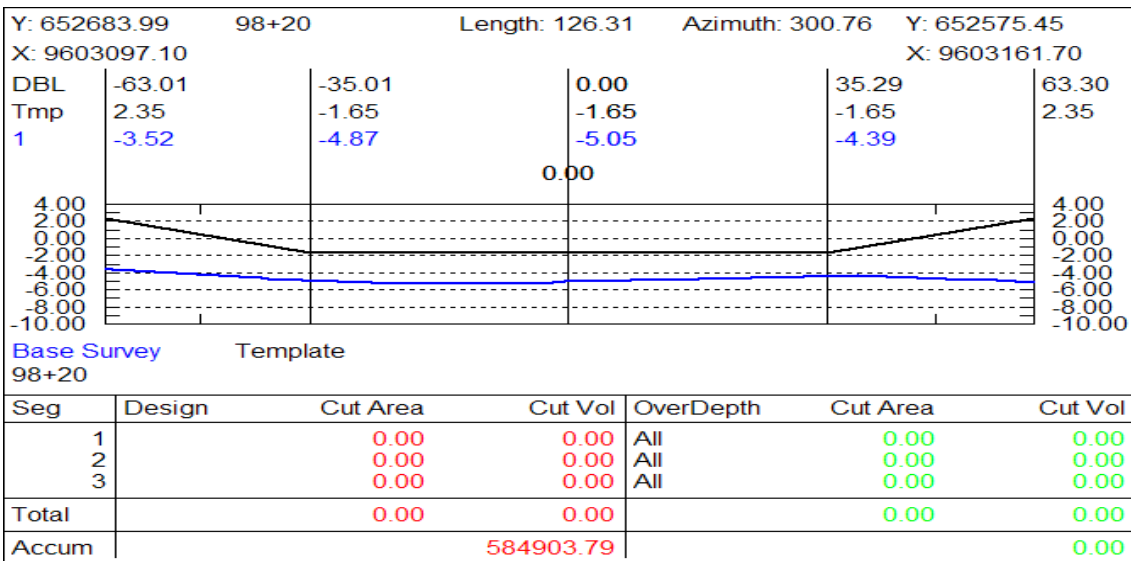 Y: 652683.99 98+20 Length: 126.31 Azimuth: 300.76 Y: 652575.45
X: 9603097.10 X: 9603161.70
DBL -63.01 -35.01 0.00 35.29 63.30
Tmp 2.35 -1.65 -1.65 -1.65 2.35
1 -3.52 -4.87 -5.05 -4.39
0.00
4.00 4.00
2.00 2.00
0.00 0.00
-2.00 -2.00
-4.00 -4.00
-6.00 -6.00
-8.00 -8.00
-10.00 -10.00
Base Survey Template
98+20
Seg Design Cut Area Cut Vol OverDepth Cut Area Cut Vol
1 0.00 0.00 All 0.00 0.00
2 0.00 0.00 All 0.00 0.00
3 0.00 0.00 All 0.00 0.00
Total 0.00 0.00 0.00 0.00
Accum 584903.79 0.00